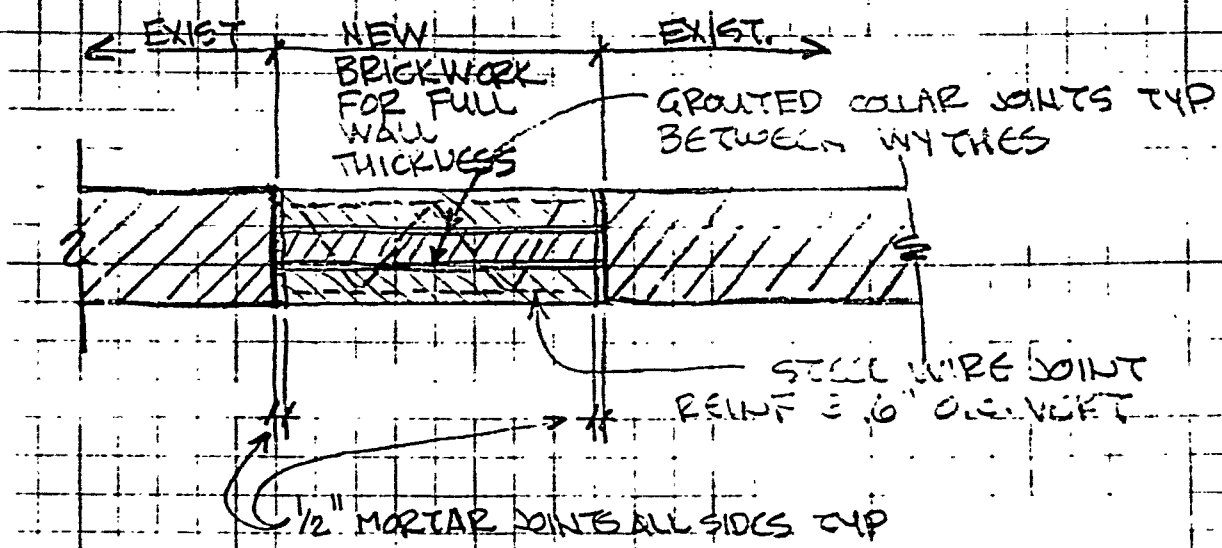 EXIST
NEW
EXIST.
BRICKWORK
FOR FULL
WALL
THICKNESS
GROUTED COLLAR JOINTS TYP
BETWEEN WYTHES
STEEL WIRE JOINT
REINF O.C. VERT
1/2" MORTAR JOINTS ALL SIDES TYP